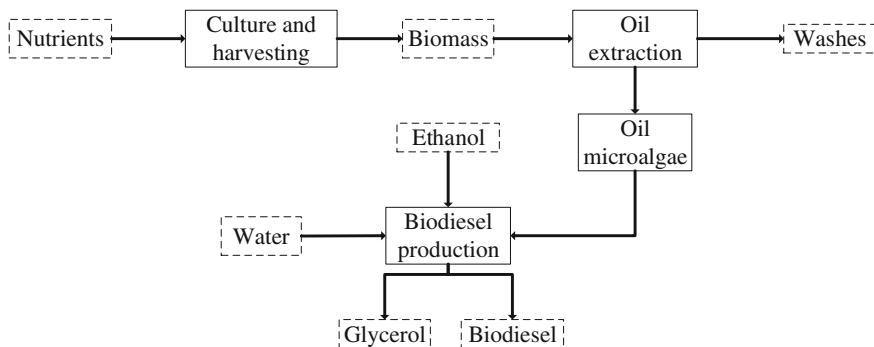 Nutrients
Culture and
harvesting
Biomass
Oil
extraction
Washes
Oil
microalgae
Ethanol
Water
Biodiesel
production
Glycerol
Biodiesel